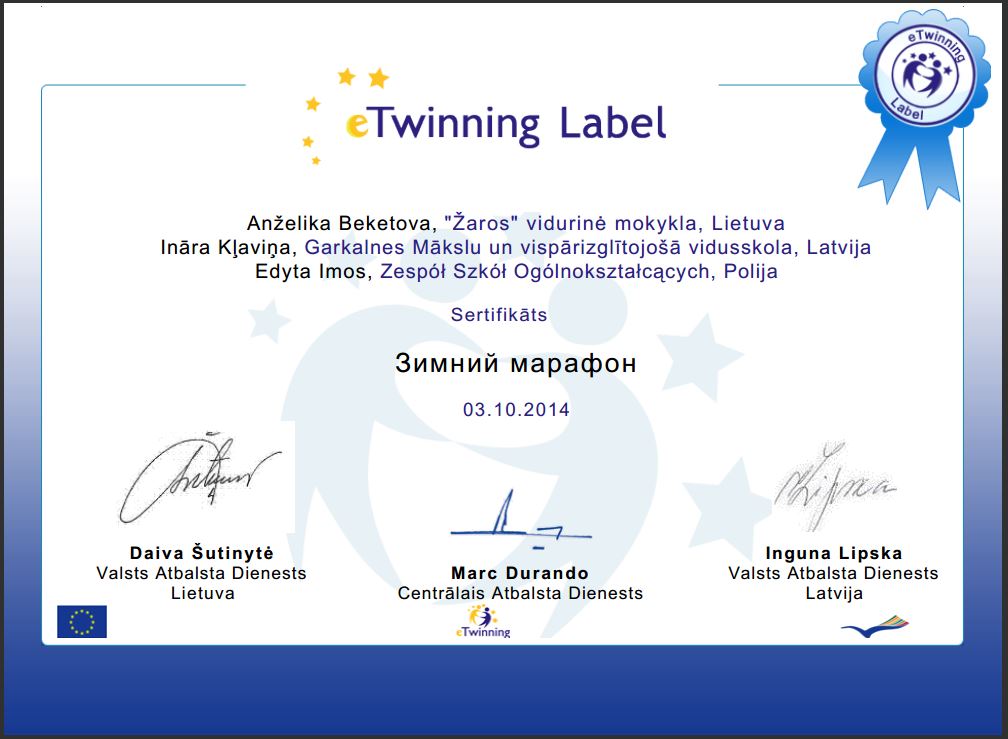 eTwinning
Label
eTwinning Label
Anželika Beketova, "Žaros" vidurinė mokykla, Lietuva
Ināra Kļaviņa, Garkalnes Mākslu un vispārizglītojošā vidusskola, Latvija
Edyta Imos, Zespół Szkół Ogólnokształcących, Polija
Sertifikāts
Зимний марафон
03.10.2014
Daiva Šutinytė
Valsts Atbalsta Dienests
Lietuva
Marc Durando
Centrālais Atbalsta Dienests
eTwinning
Inguna Lipska
Valsts Atbalsta Dienests
Latvija